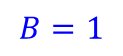 B = 1